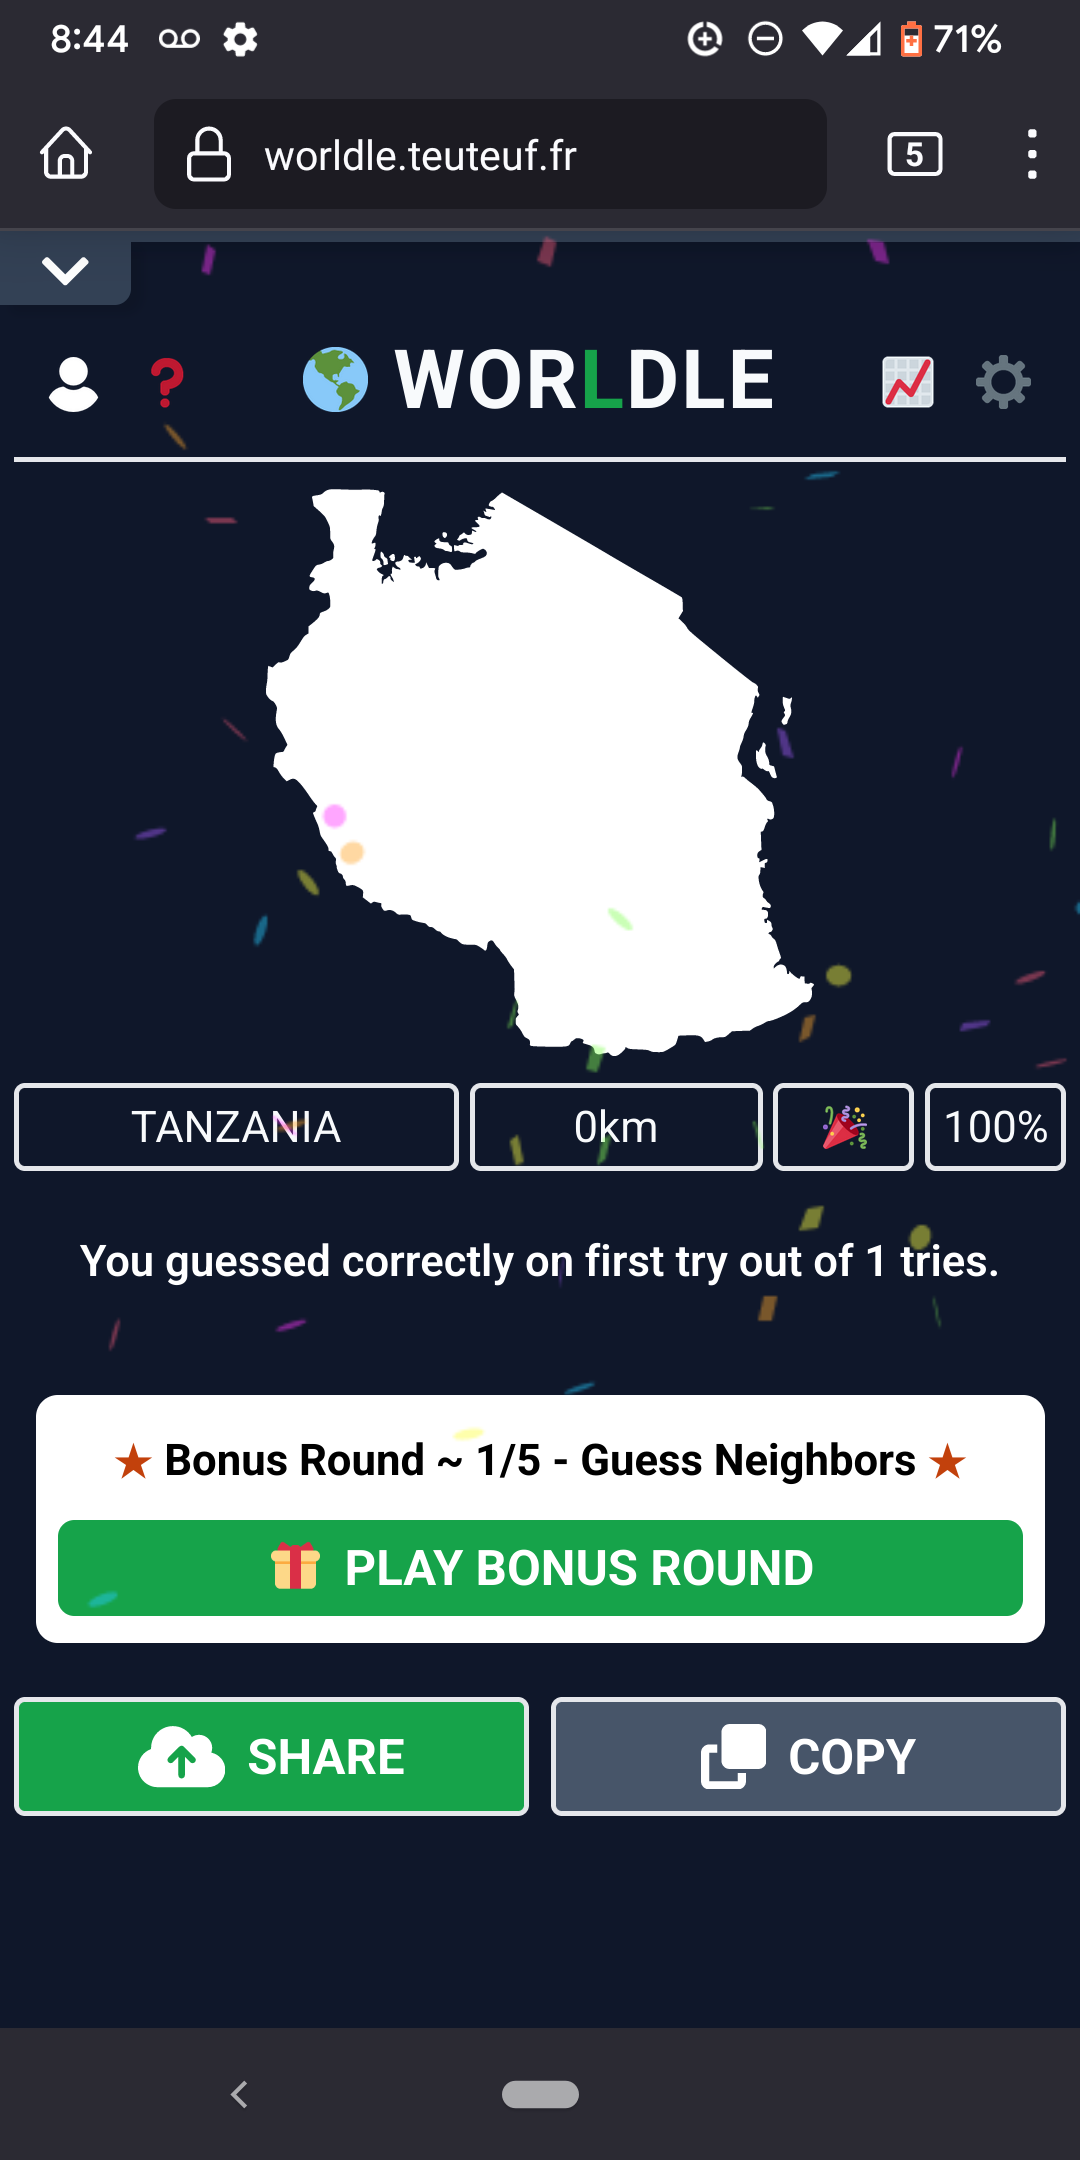 8:44
71%
worldle.teuteuf.fr
5
WORLDLE
TANZANIA
0km
100%
You guessed correctly on first try out of 1 tries.
★ Bonus Round ~ 1/5 - Guess Neighbors ★
PLAY BONUS ROUND
SHARE
COPY